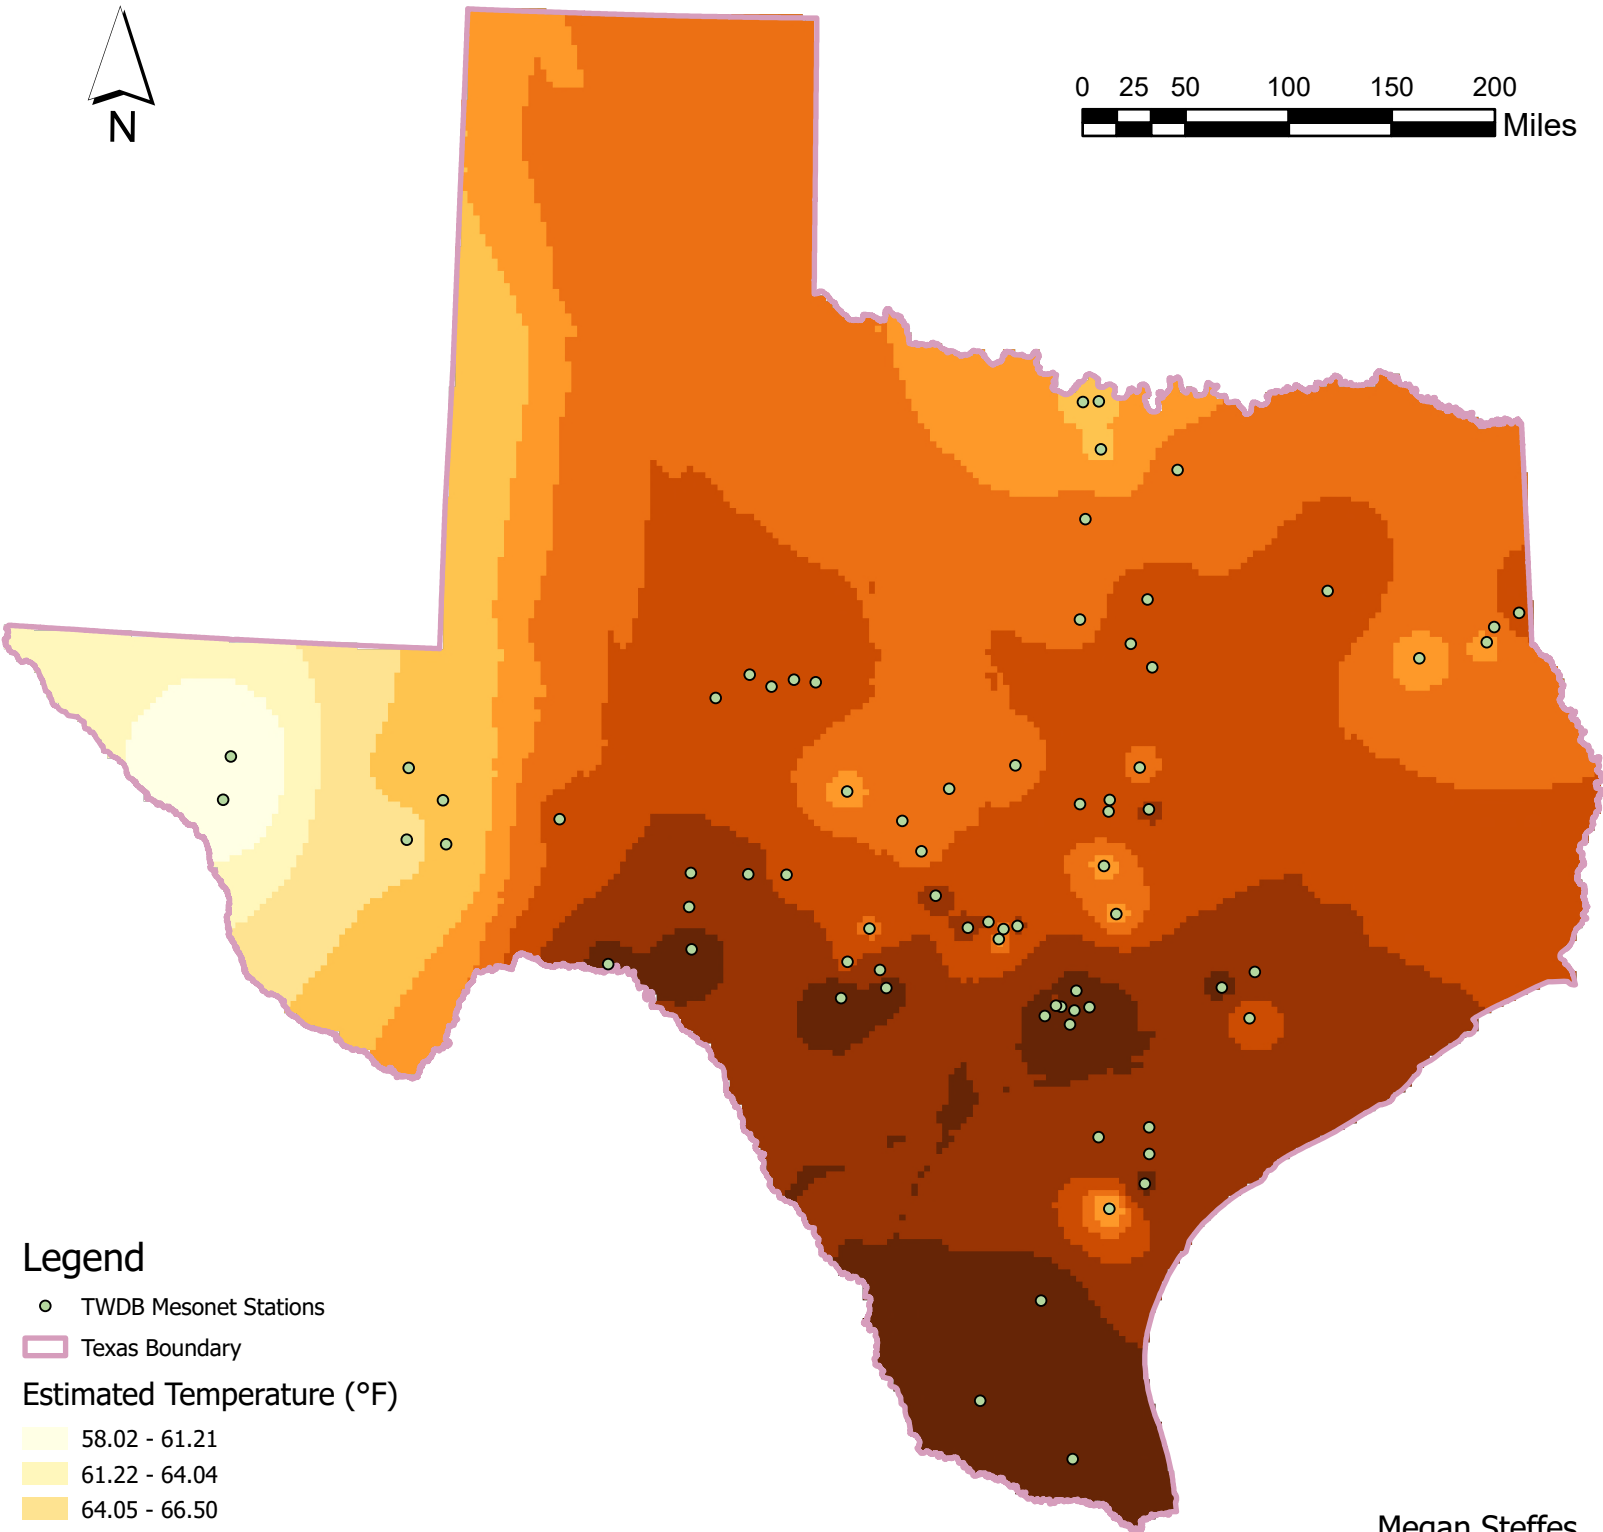 N
0 25 50 100 150 200
Miles
Legend
TWDB Mesonet Stations
Texas Boundary
Estimated Temperature (°F)
58.02 - 61.21
61.22 - 64.04
64.05 - 66.50
Megan Steffes